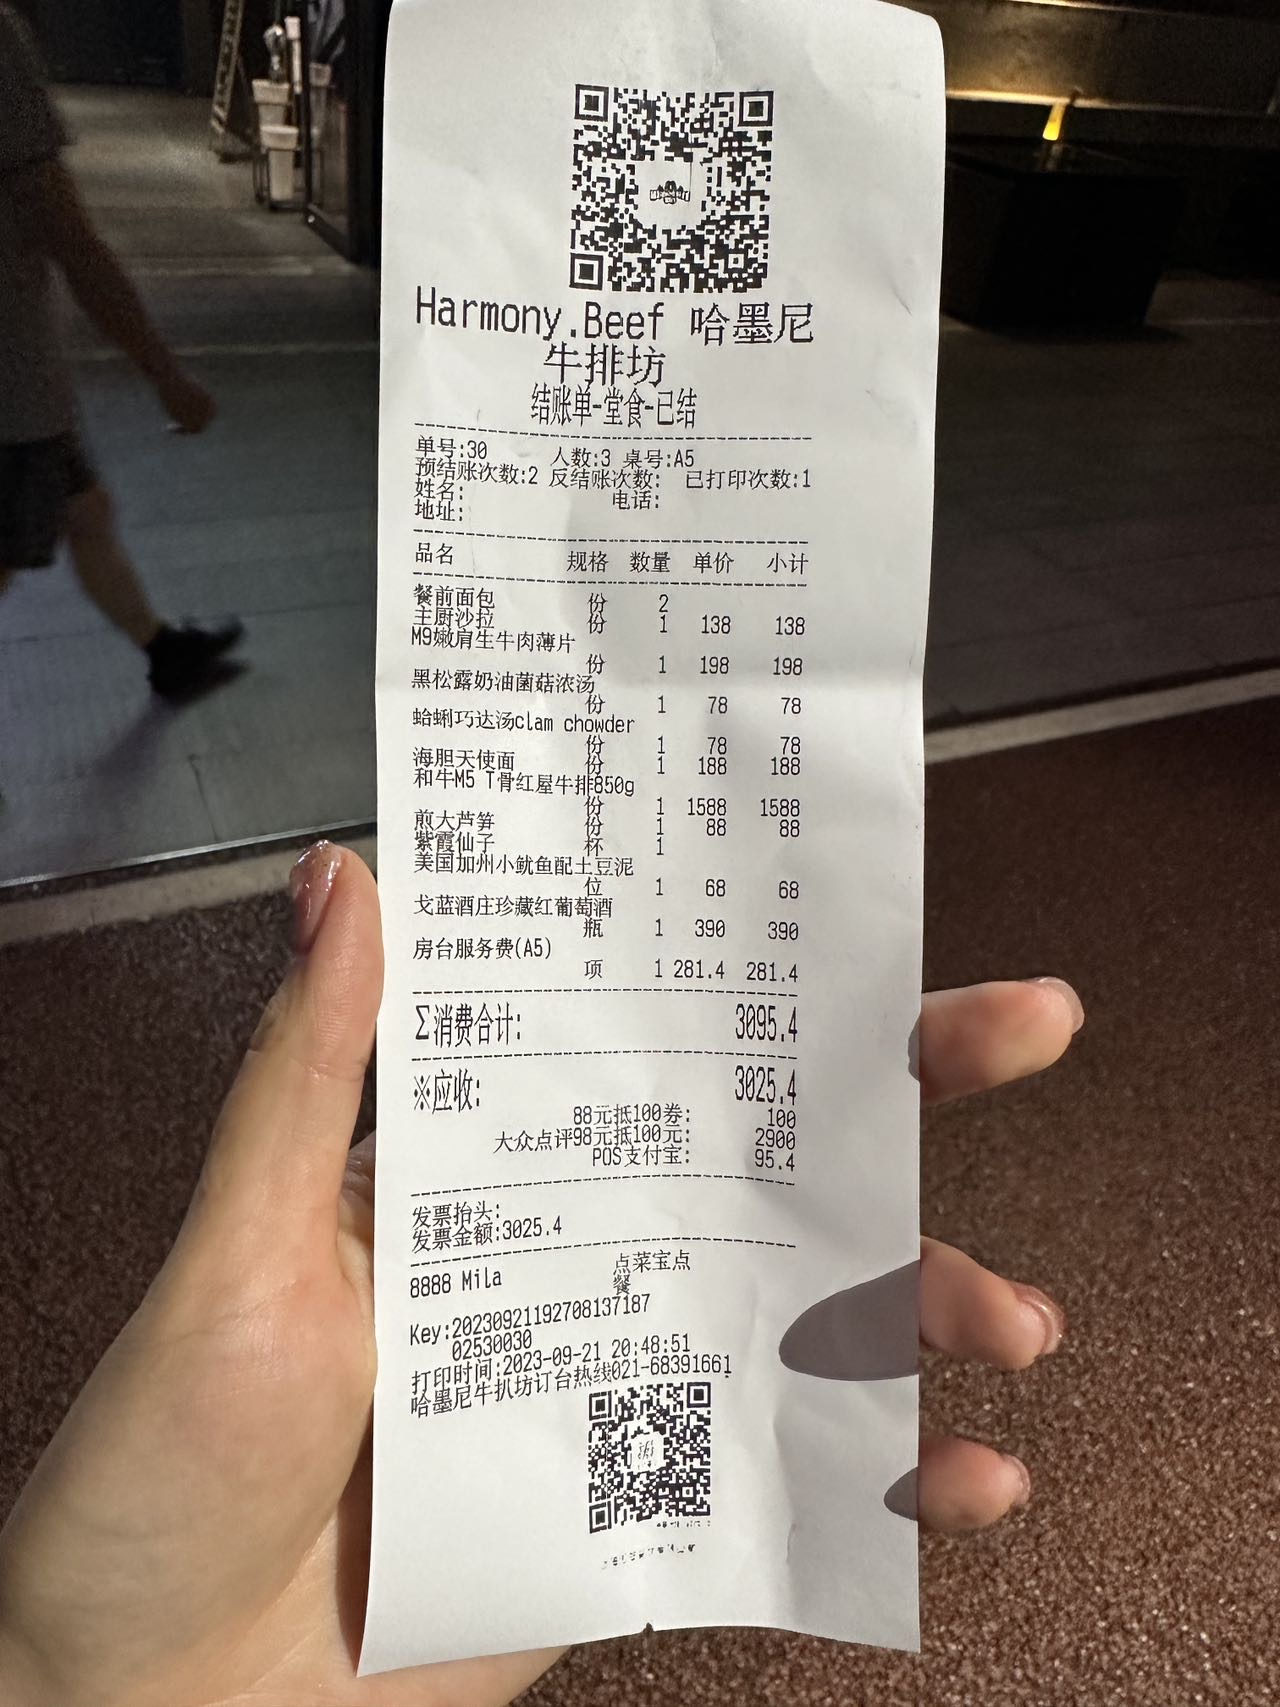 Harmony.Beef 哈墨尼
牛排坊
结账单-堂食-已结
单号:30 人数:3 桌号:A5
预结账次数:2 反结账次数: 已打印次数:1
姓名: 电话:
地址:
品名 规格 数量 单价 小计
餐前面包 份 2
主厨沙拉 份 1 138 138
M9嫩肩生牛肉薄片
份 1 198 198
黑松露奶油菌菇浓汤
份 1 78 78
蛤蜊巧达汤clam chowder
份 1 78 78
海胆天使面 份 1 188 188
和牛M5 T骨红屋牛排850g
份 1 1588 1588
煎大芦笋 份 1 88 88
紫霞仙子 杯 1
美国加州小鱿鱼配土豆泥
位 1 68 68
戈蓝酒庄珍藏红葡萄酒
瓶 1 390 390
房台服务费(A5)
项 1 281.4 281.4
Σ消费合计: 3095.4
※应收: 3025.4
88元抵100券: 100
大众点评98元抵100元: 2900
POS支付宝: 95.4
发票抬头:
发票金额:3025.4
8888 Mila 点菜宝点
餐
Key:20230921192708137187
02530030
打印时间:2023-09-21 20:48:51
哈墨尼牛扒坊订台热线021-68391661